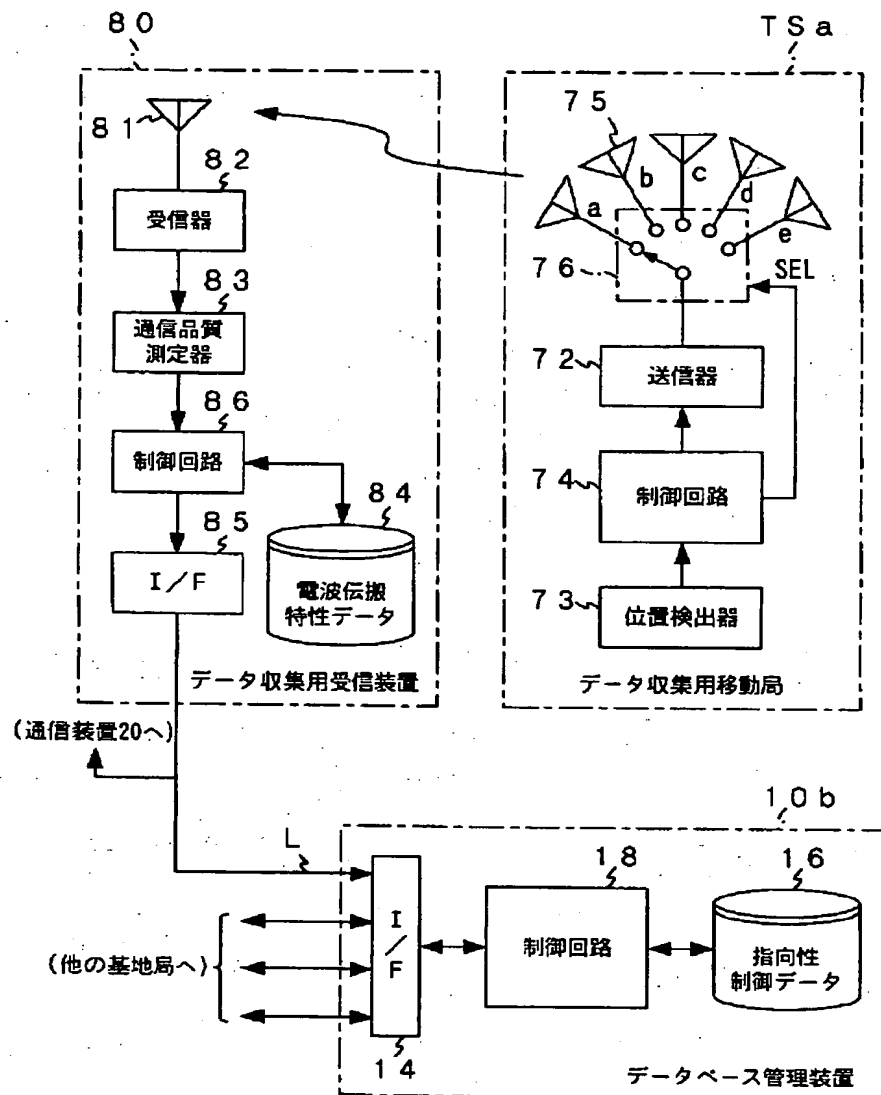 80
81
82
受信器
83
通信品質
測定器
86
制御回路
84
85
I/F
電波伝搬
特性データ
データ収集用受信装置
TSa
75
a
b
c
d
e
76
SEL
72
送信器
74
制御回路
73
位置検出器
データ収集用移動局
(通信装置20へ)
L
(他の基地局へ)
10b
I/F
14
18
制御回路
16
指向性
制御データ
データベース管理装置